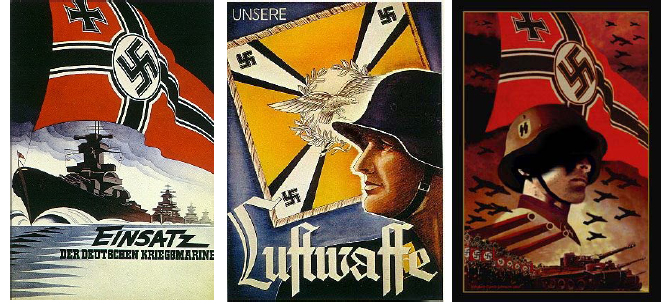 EINSATZ
DER DEUTSCHEN KRIEGSMARINE
UNSERE
Luftwaffe